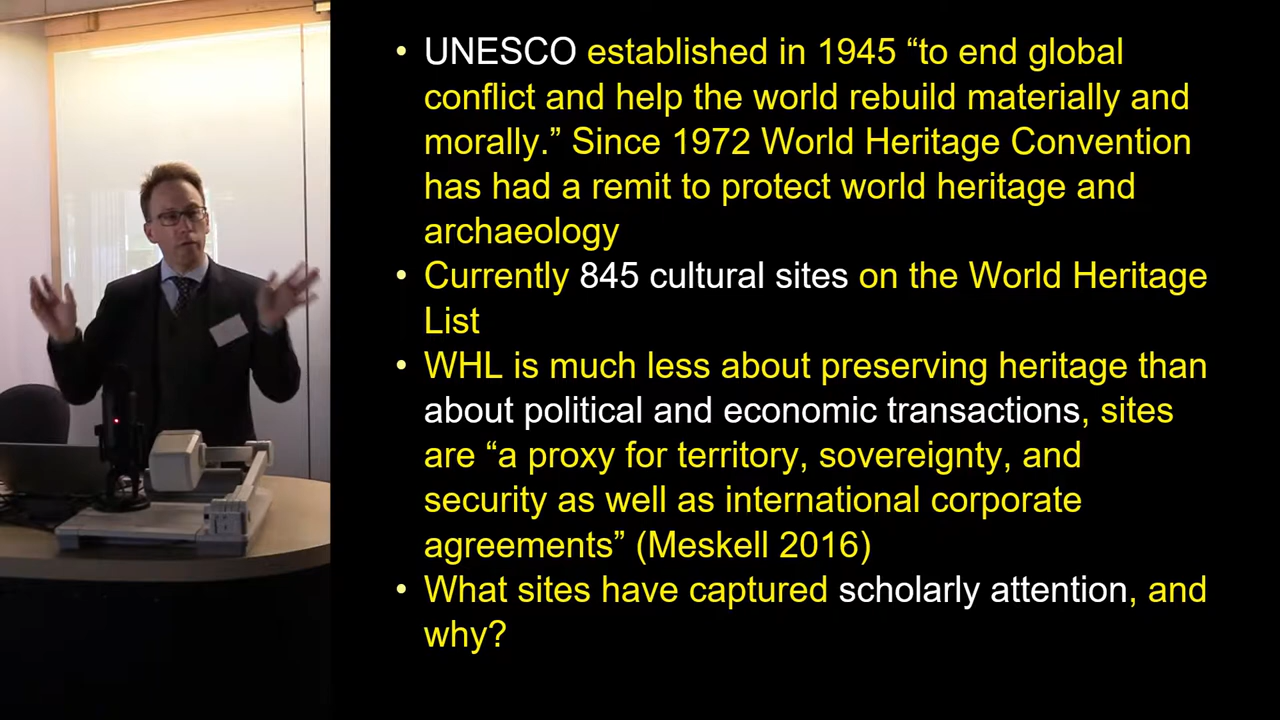 • UNESCO established in 1945 “to end global
conflict and help the world rebuild materially and
morally.” Since 1972 World Heritage Convention
has had a remit to protect world heritage and
archaeology
• Currently 845 cultural sites on the World Heritage
List
• WHL is much less about preserving heritage than
about political and economic transactions, sites
are “a proxy for territory, sovereignty, and
security as well as international corporate
agreements” (Meskell 2016)
• What sites have captured scholarly attention, and
why?